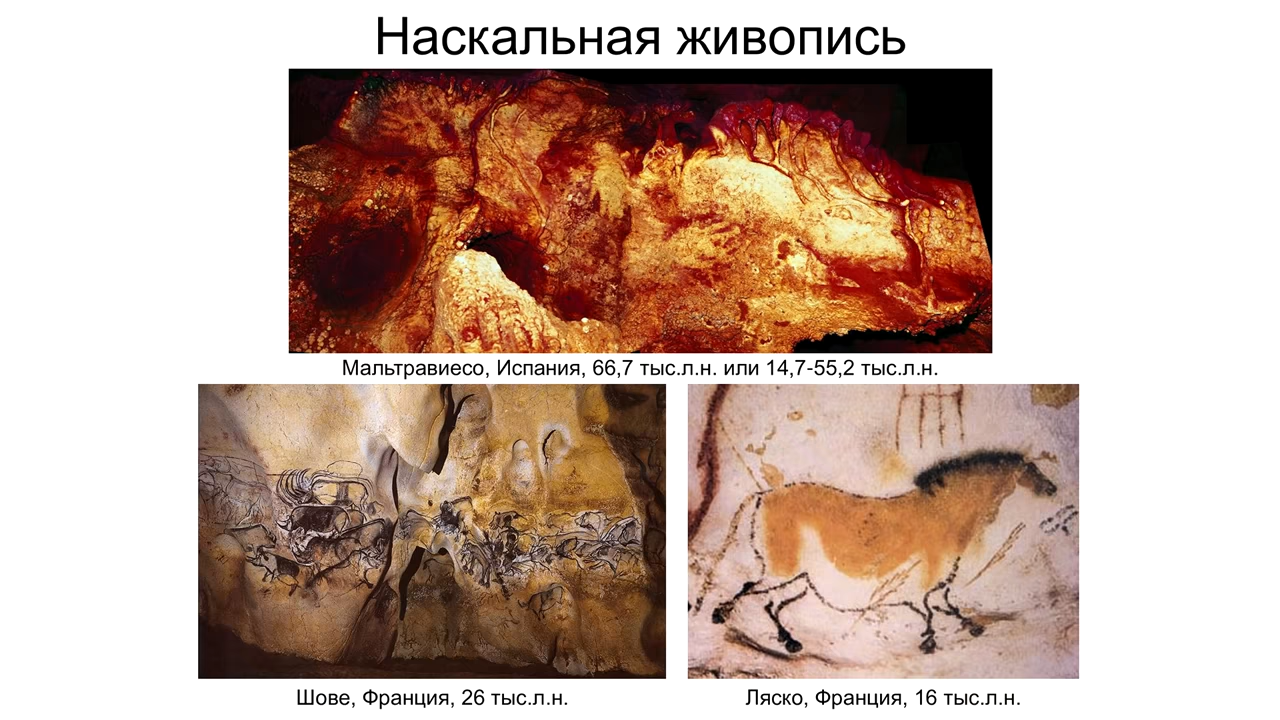 Наскальная живопись
Мальтравиесо, Испания, 66,7 тыс.л.н. или 14,7-55,2 тыс.л.н.
Шове, Франция, 26 тыс.л.н.
Ляско, Франция, 16 тыс.л.н.